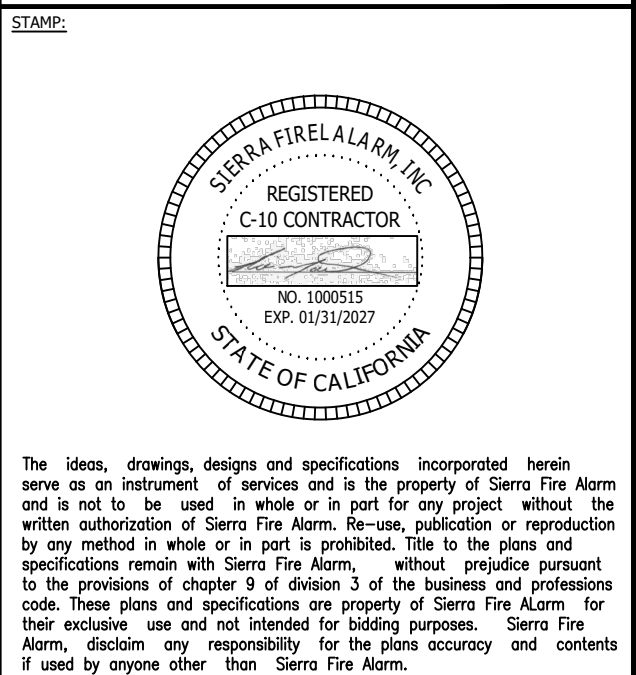 STAMP:
SIERRA FIREL ALARM, INC
REGISTERED
C-10 CONTRACTOR
NO. 1000515
EXP. 01/31/2027
STATE OF CALIFORNIA
The ideas, drawings, designs and specifications incorporated herein
serve as an instrument of services and is the property of Sierra Fire Alarm
and is not to be used in whole or in part for any project without the
written authorization of Sierra Fire Alarm. Re-use, publication or reproduction
by any method in whole or in part is prohibited. Title to the plans and
specifications remain with Sierra Fire Alarm, without prejudice pursuant
to the provisions of chapter 9 of division 3 of the business and professions
code. These plans and specifications are property of Sierra Fire ALarm for
their exclusive use and not intended for bidding purposes. Sierra Fire
Alarm, disclaim any responsibility for the plans accuracy and contents
if used by anyone other than Sierra Fire Alarm.